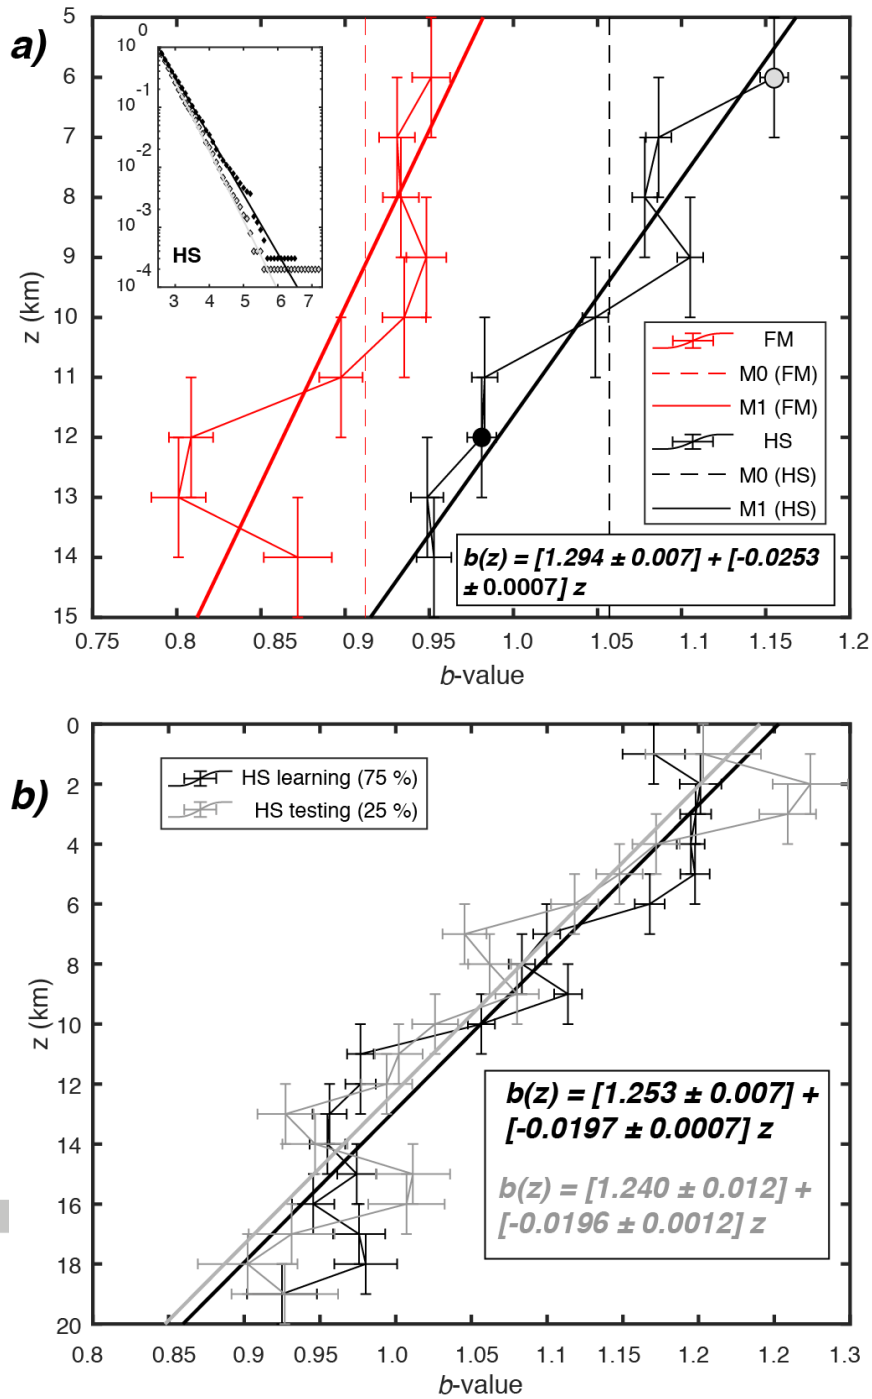 a)
5
6
7
8
9
10
11
12
13
14
15
z (km)
10 0
10 -1
10 -2
10 -3
10 -4
HS
3 4 5 6 7
FM
M0 (FM)
M1 (FM)
HS
M0 (HS)
M1 (HS)
b(z) = [1.294 ± 0.007] + [-0.0253
± 0.0007] z
0.75 0.8 0.85 0.9 0.95 1.0 1.05 1.1 1.15 1.2
b-value
b)
0
2
4
6
8
10
12
14
16
18
20
z (km)
HS learning (75 %)
HS testing (25 %)
b(z) = [1.253 ± 0.007] +
[-0.0197 ± 0.0007] z
b(z) = [1.240 ± 0.012] +
[-0.0196 ± 0.0012] z
0.8 0.85 0.9 0.95 1.0 1.05 1.1 1.15 1.2 1.2 1.3
b-value